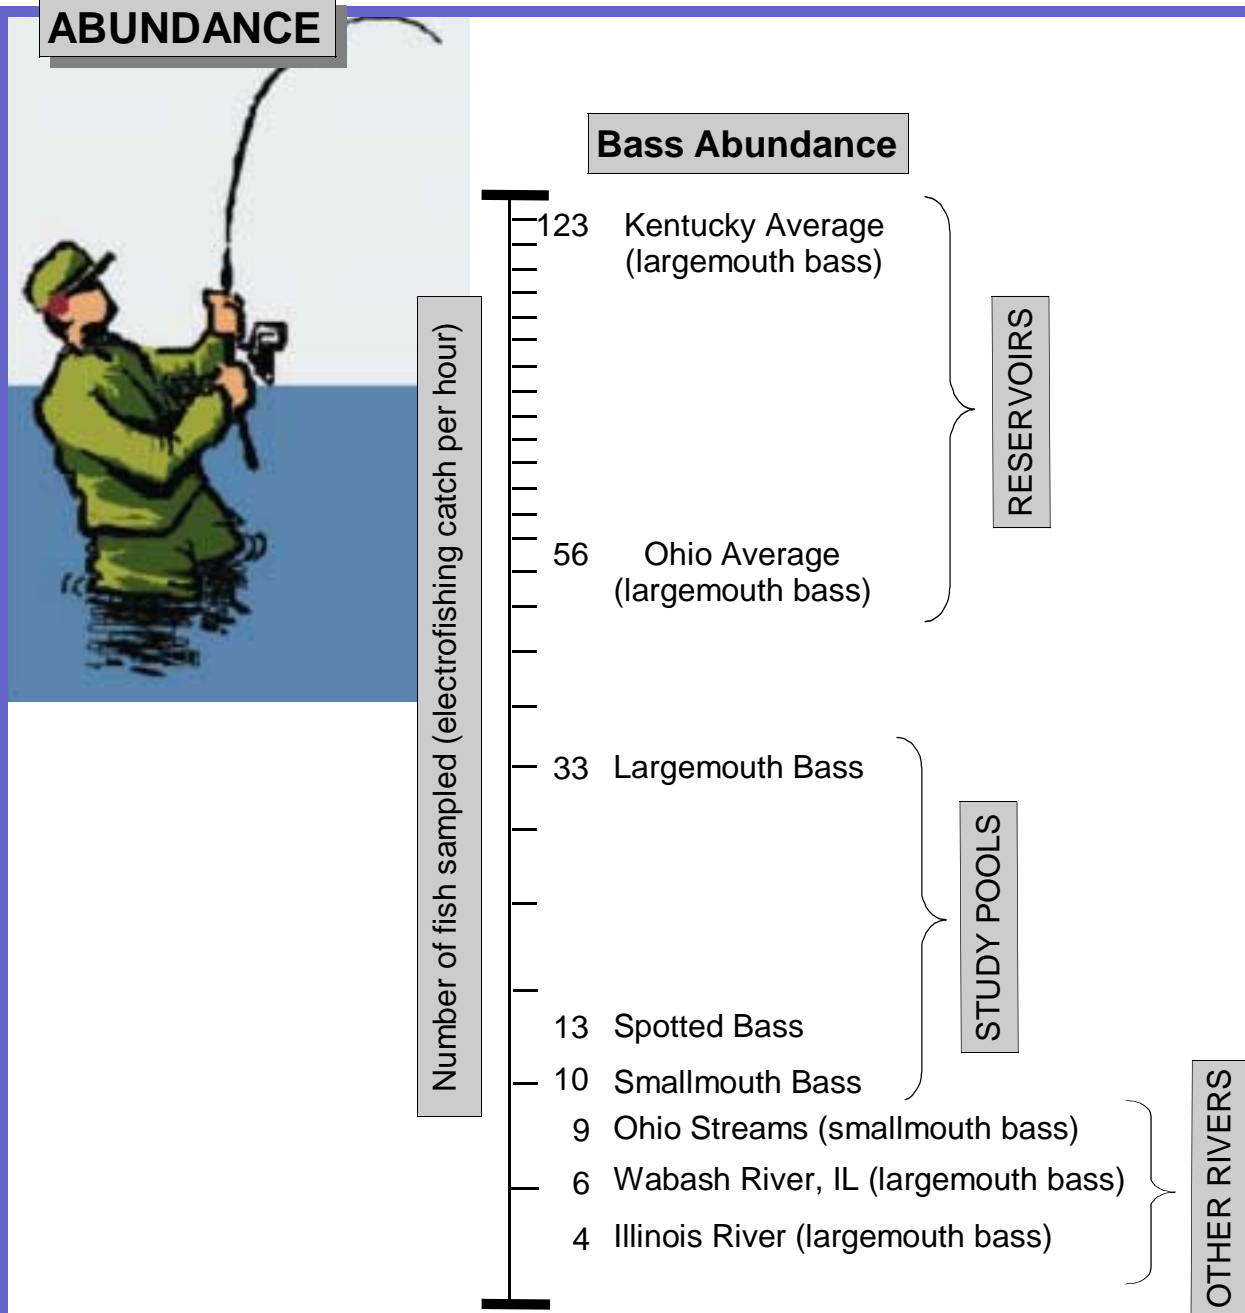 ABUNDANCE
Bass Abundance
Number of fish sampled (electrofishing catch per hour)
123 Kentucky Average
(largemouth bass)
56 Ohio Average
(largemouth bass)
RESERVOIRS
33 Largemouth Bass
13 Spotted Bass
10 Smallmouth Bass
STUDY POOLS
9 Ohio Streams (smallmouth bass)
6 Wabash River, IL (largemouth bass)
4 Illinois River (largemouth bass)
OTHER RIVERS